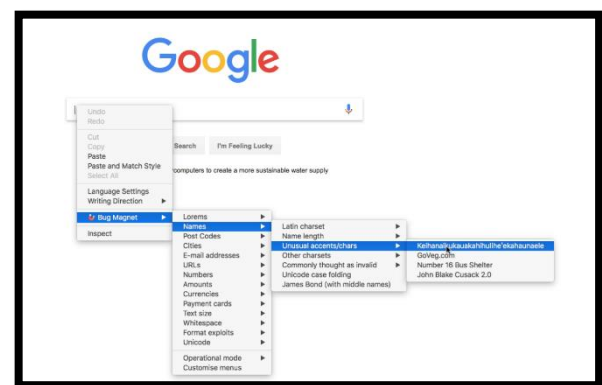 Google
Undo
Redo
Cut
Copy
Paste
Paste and Match Style
Select All
Language Settings
Writing Direction
Bug Magnet
Inspect
Search
I'm Feeling Lucky
computers to create a more sustainable water supply
Lorems
Names
Post Codes
Cities
E-mail addresses
URLs
Numbers
Amounts
Currencies
Payment cards
Text size
Whitespace
Format exploits
Unicode
Operational mode
Customise menus
Latin charset
Name length
Unusual accents/chars
Other charsets
Commonly thought as invalid
Unicode case folding
James Bond (with middle names)
GoVeg.com
Number 16 Bus Shelter
John Blake Cusack 2.0